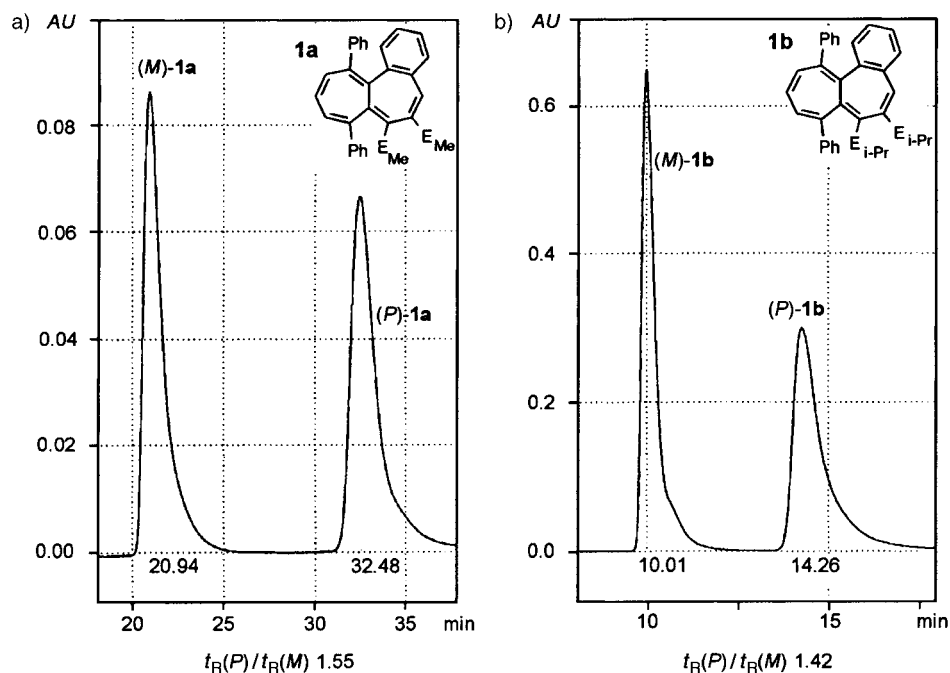 a)
AU
1a
Ph
(M)-1a
0.08
Ph
E Me
E Me
0.06
(P)-1a
0.04
0.02
0.00
20.94
32.48
20 25 30 35 min
tR(P) / tR(M) 1.55
b)
AU
1b
Ph
0.6
Ph
E i-Pr
E i-Pr
(M)-1b
0.4
(P)-1b
0.2
0.0
10.01
14.26
10 15 min
tR(P) / tR(M) 1.42